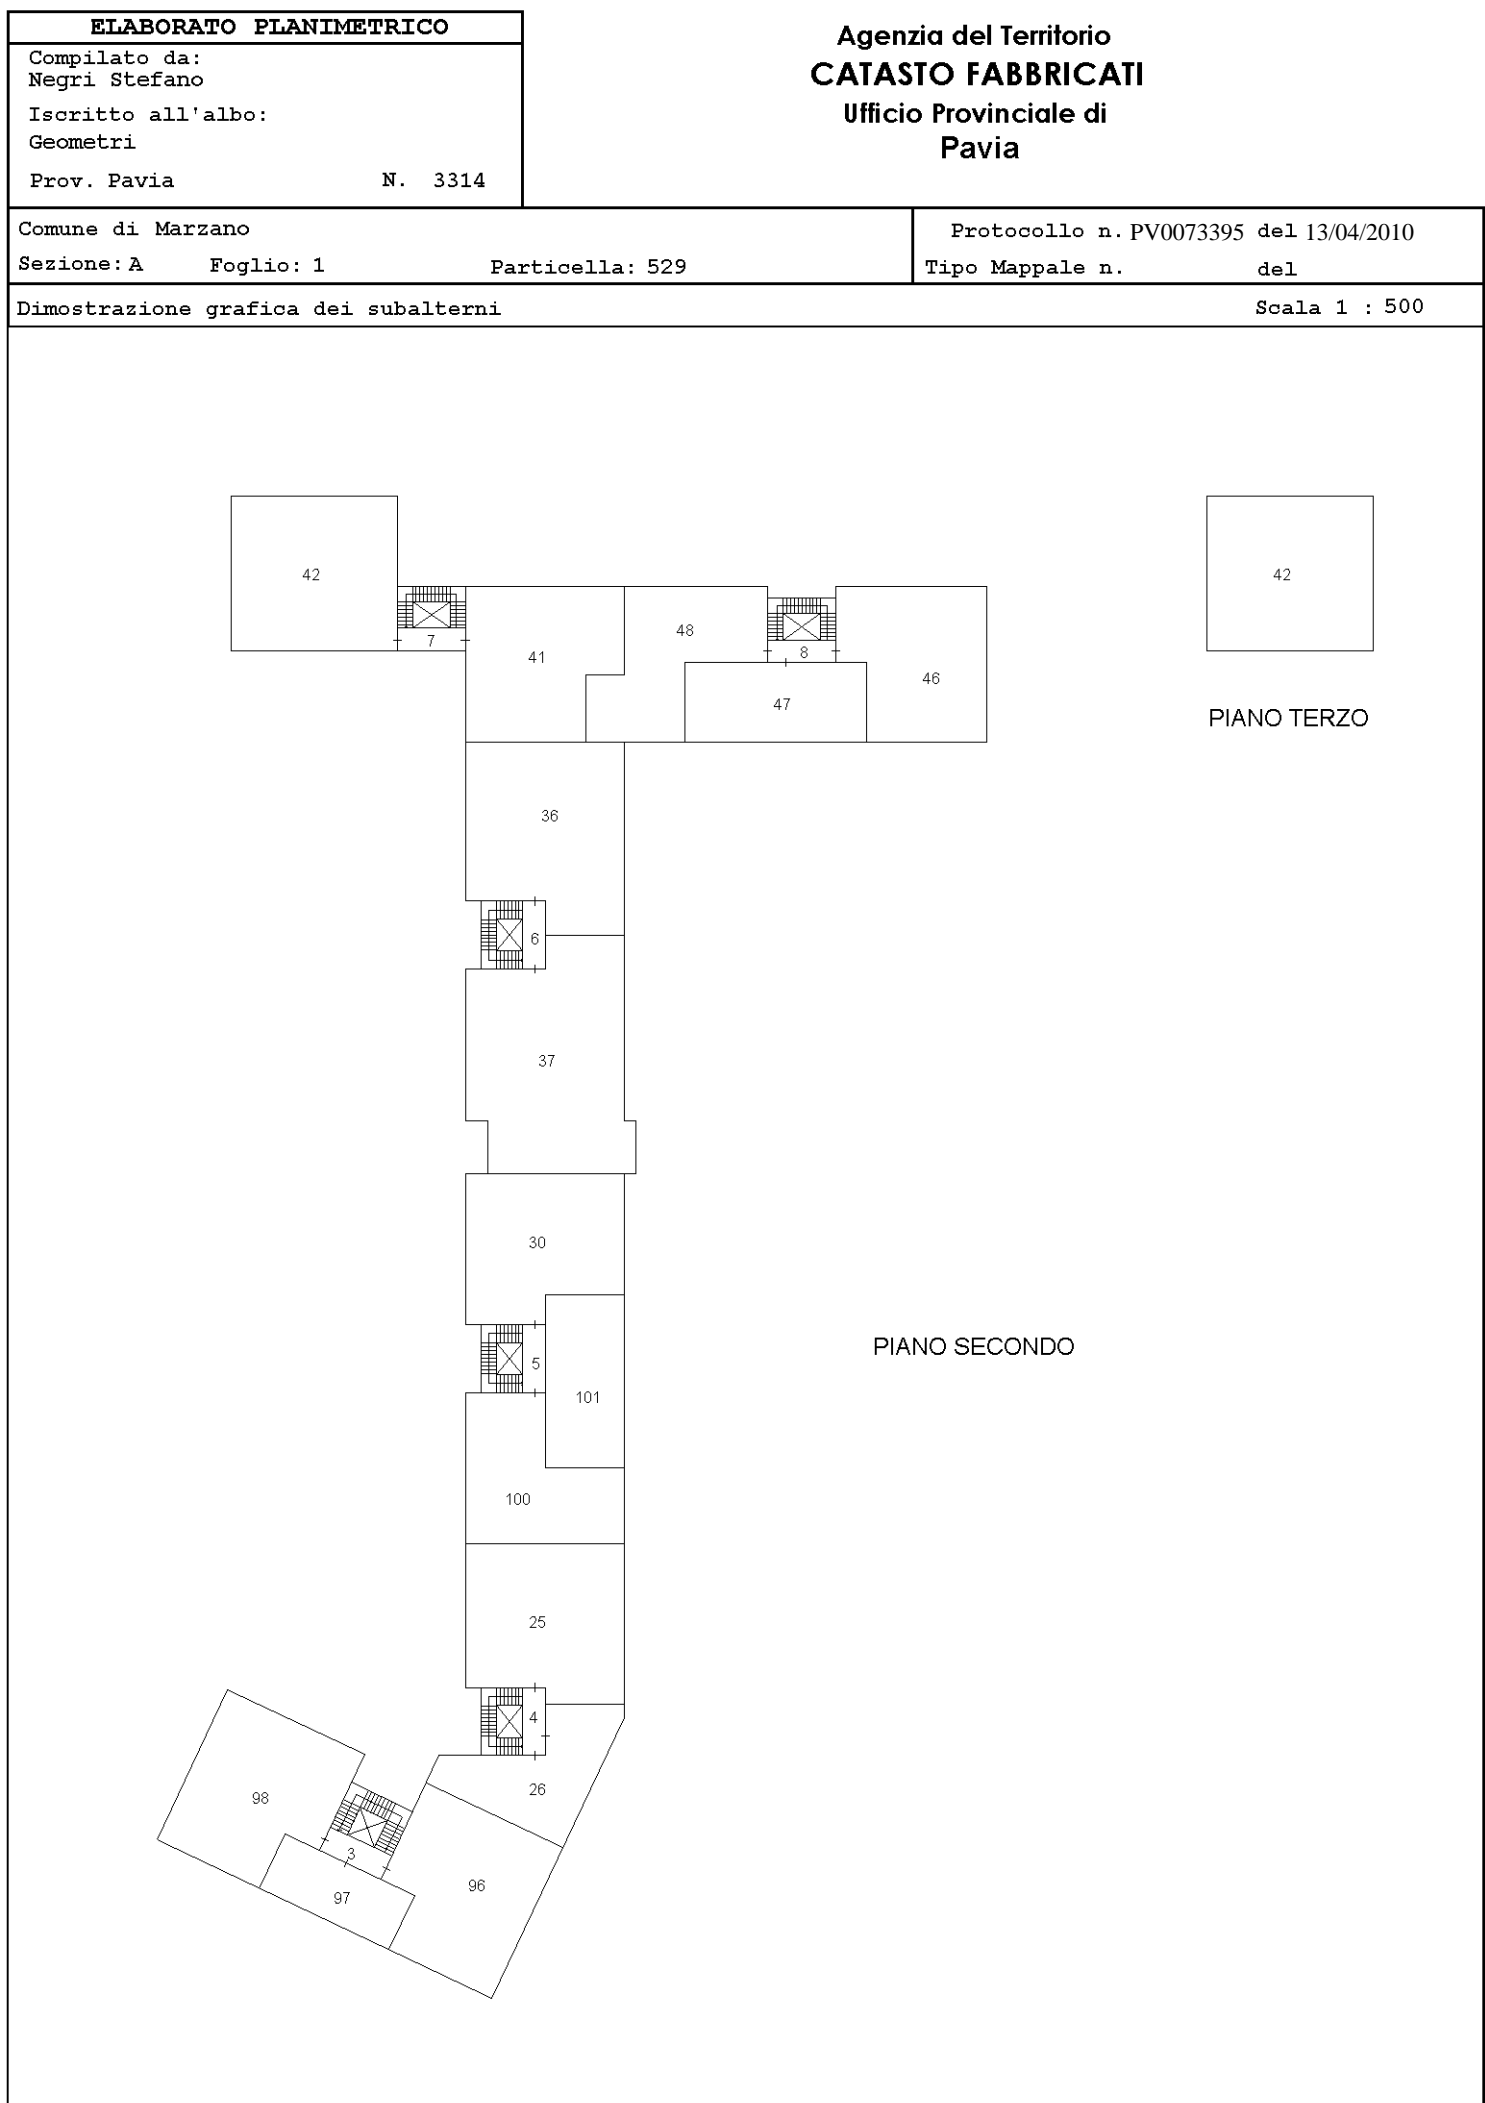 ELABORATO PLANIMETRICO
Compilato da:
Negri Stefano
Iscritto all'albo:
Geometri
Prov. Pavia N. 3314
Agenzia del Territorio
CATASTO FABBRICATI
Ufficio Provinciale di
Pavia
Comune di Marzano
Sezione: A Foglio: 1 Particella: 529
Protocollo n. PV0073395 del 13/04/2010
Tipo Mappale n. del
Dimostrazione grafica dei subalterni Scala 1 : 500
42
42
7
41
48
8
46
47
PIANO TERZO
36
6
37
30
PIANO SECONDO
5
101
100
25
4
26
98
3
96
97